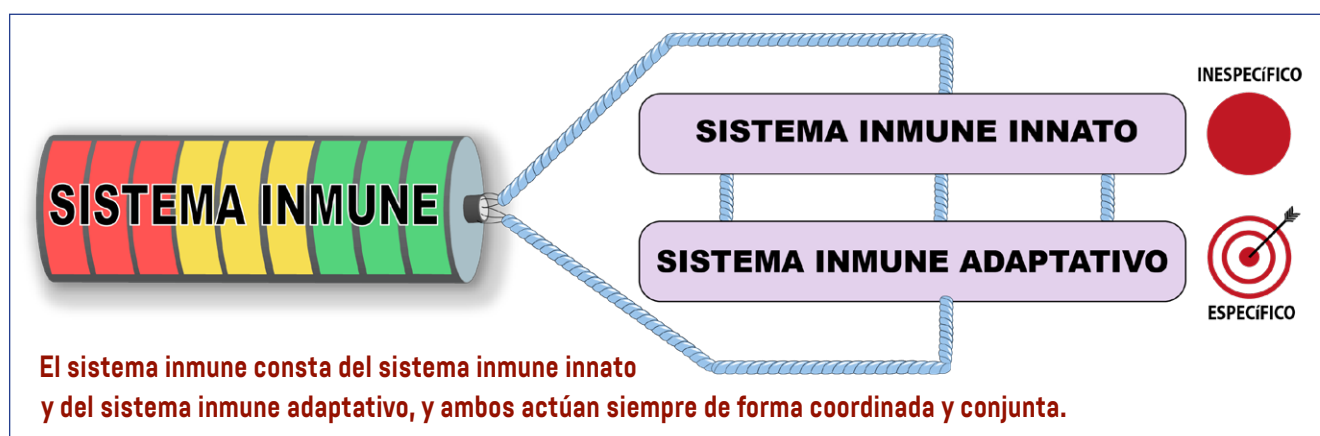 INESPECÍFICO
SISTEMA INMUNE INNATO
SISTEMA INMUNE
SISTEMA INMUNE ADAPTATIVO
ESPECÍFICO
El sistema inmune consta del sistema inmune innato
y del sistema inmune adaptativo, y ambos actúan siempre de forma coordinada y conjunta.